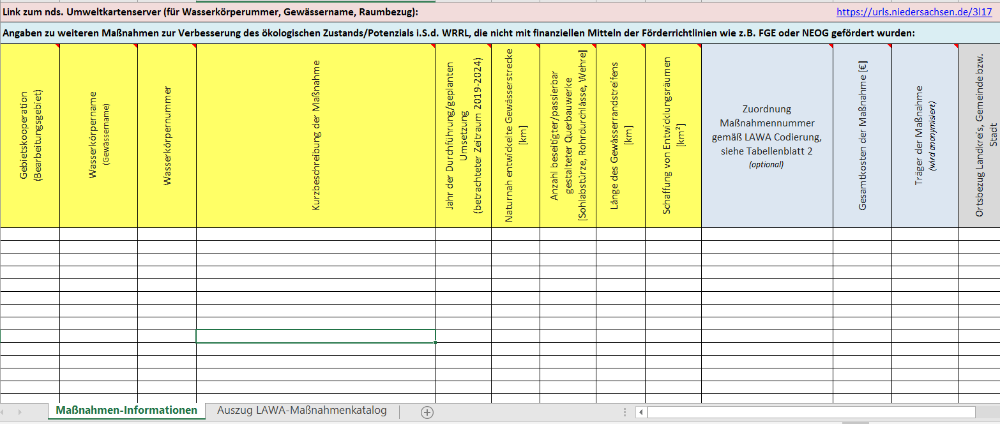 Link zum nds. Umweltkartenserver (für Wasserkörperummer, Gewässername, Raumbezug):
https://urls.niedersachsen.de/3l17
Angaben zu weiteren Maßnahmen zur Verbesserung des ökologischen Zustands/Potenzials i.S.d. WRRL, die nicht mit finanziellen Mitteln der Förderrichtlinien wie z.B. FGE oder NEOG gefördert wurden:
Gebietskooperation
(Bearbeitungsgebiet)
Wasserkörpername
(Gewässername)
Wasserkörpernummer
Kurzbeschreibung der Maßnahme
Jahr der Durchführung/geplanten
Umsetzung
(betrachteter Zeitraum 2019-2024)
Naturnah entwickelte Gewässerstrecke
[km]
Anzahl beseitigter/passierbar
gestalteter Querbauwerke
[Sohlabstürze, Rohrdurchlässe, Wehre]
Länge des Gewässerrandstreifens
[km]
Schaffung von Entwicklungsräumen
[km²]
Zuordnung
Maßnahmennummer
gemäß LAWA Codierung,
siehe Tabellenblatt 2
(optional)
Gesamtkosten der Maßnahme [€]
Träger der Maßnahme
(wird anonymisiert)
Ortsbezug Landkreis, Gemeinde bzw.
Stadt
Maßnahmen-Informationen
Auszug LAWA-Maßnahmenkatalog